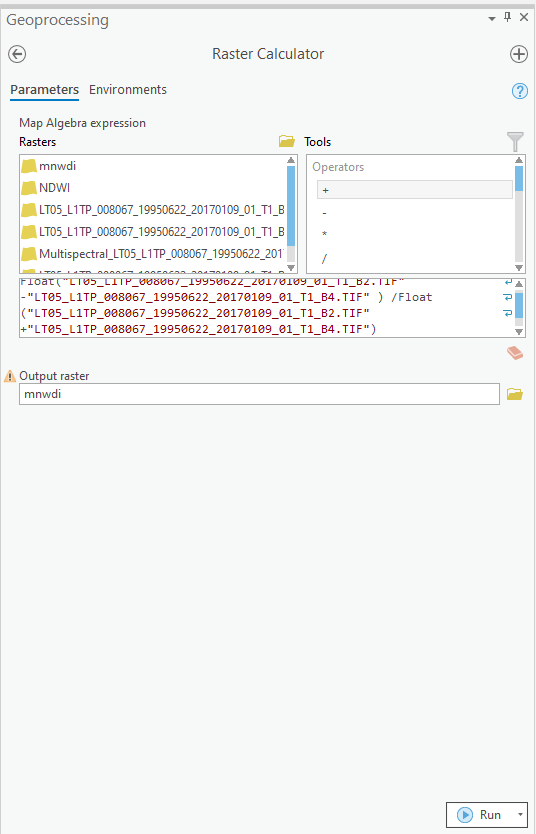 Geoprocessing
Raster Calculator
Parameters Environments
Map Algebra expression
Rasters
Tools
mnwdi
NDWI
LT05_L1TP_008067_19950622_20170109_01_T1_B
LT05_L1TP_008067_19950622_20170109_01_T1_B
Multispectral_LT05_L1TP_008067_19950622_201
LT05_L1TP_008067_19950622_20170109_01_T1_B
Operators
+
-
*
/
Float("LT05_L1TP_008067_19950622_20170109_01_T1_B2.TIF"
-"LT05_L1TP_008067_19950622_20170109_01_T1_B4.TIF" ) /Float
("LT05_L1TP_008067_19950622_20170109_01_T1_B2.TIF"
+"LT05_L1TP_008067_19950622_20170109_01_T1_B4.TIF")
Output raster
mnwdi
Run